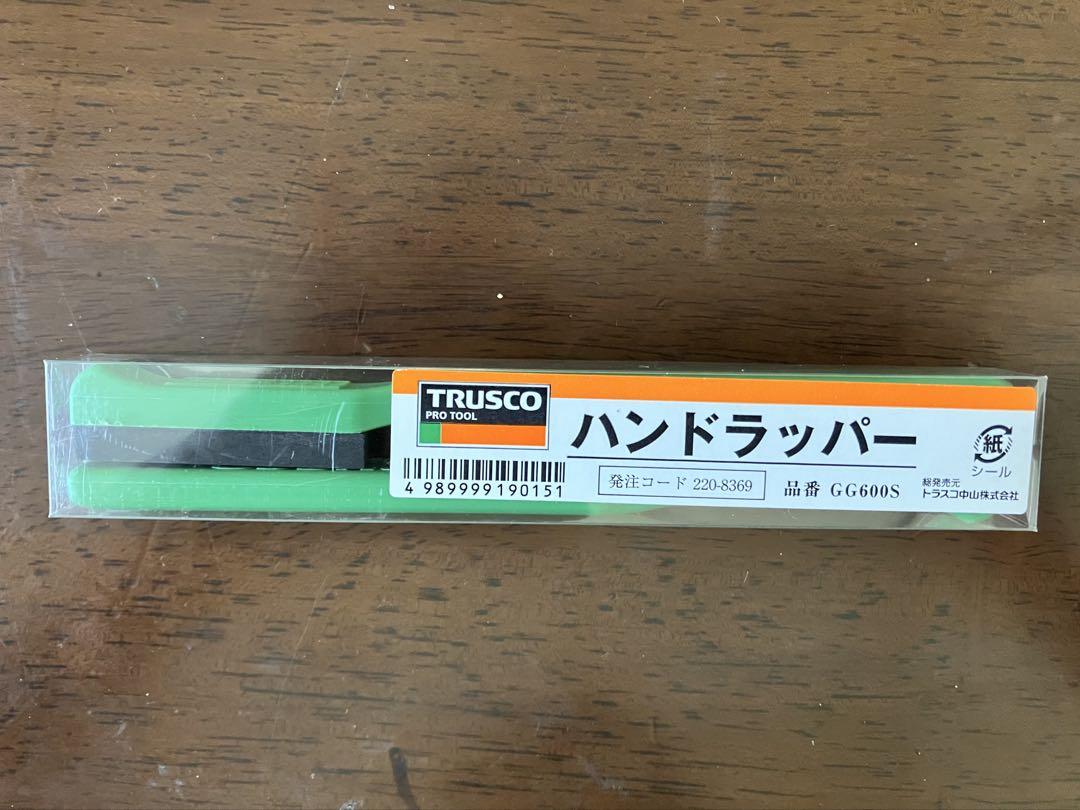 TRUSCO
PRO TOOL
ハンドラッパー
紙
シール
4 989999 190151
発注コード 220-8369
品番 GG600S
総発売元
トラスコ中山株式会社